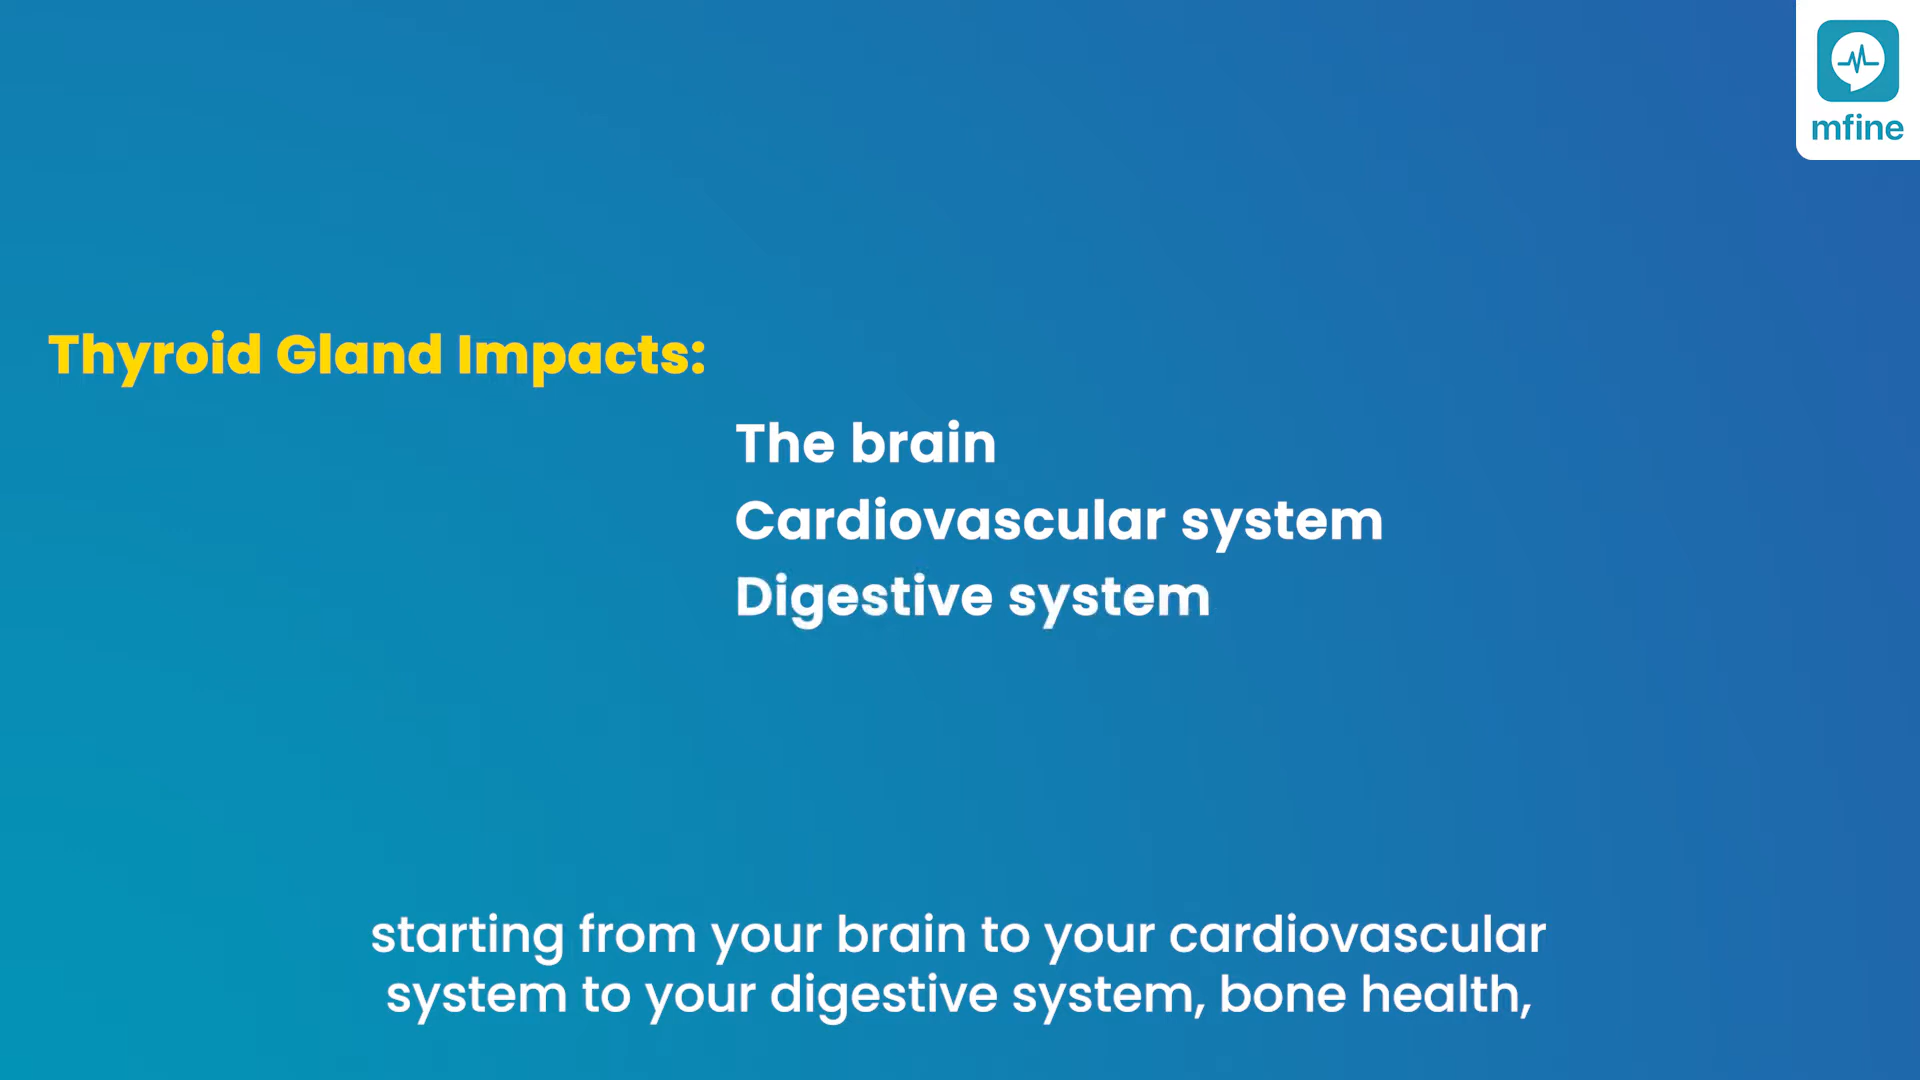 mfine
Thyroid Gland Impacts:
The brain
Cardiovascular system
Digestive system
starting from your brain to your cardiovascular
system to your digestive system, bone health,